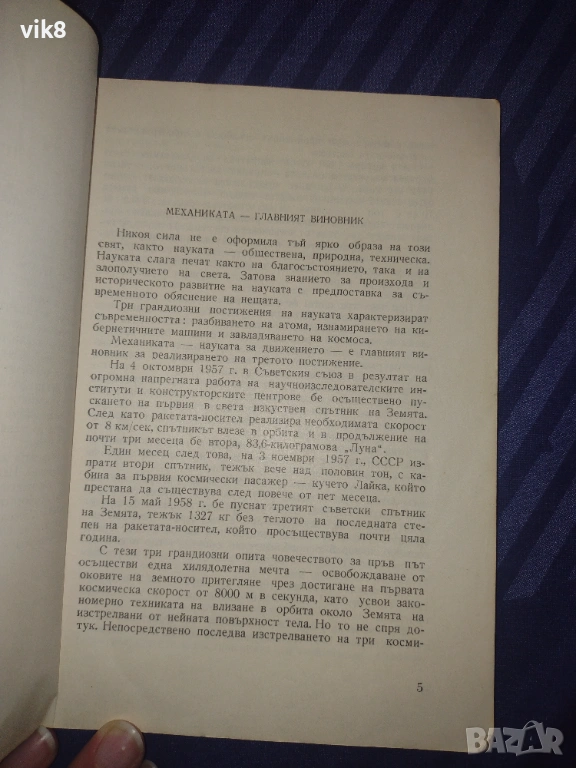 vik8
МЕХАНИКАТА — ГЛАВНИЯТ ВИНОВНИК
Никоя сила не е оформила тъй ярко образа на този
свят, както науката — обществена, природна, техническа.
Науката слага печат както на благосъстоянието, така и на
злополучието на света. Затова знанието за произхода и
историческото развитие на науката е предпоставка за съ-
временното обяснение на нещата.
Три грандиозни постижения на науката характеризират
съвременността: разбиването на атома, изнамирането на ки-
бернетичните машини и завладяването на космоса.
Механиката — науката за движението — е главният ви-
новник за реализирането на третото постижение.
На 4 октомври 1957 г. в Съветския съюз в резултат на
огромна напрегната работа на научноизследователските ин-
ститути и конструкторските центрове бе осъществено пу-
скането на първия в света изкуствен спътник на Земята.
След като ракетата-носител реализира необходимата скорост
от 8 км/сек, спътникът влезе в орбита и в продължение на
почти три месеца бе втора, 83,6-килограмова „Луна“.
Един месец след това, на 3 ноември 1957 г., СССР из-
прати втори спътник, тежък вече над половин тон, с ка-
бина за първия космически пасажер — кучето Лайка, който
престана да съществува след повече от пет месеца.
На 15 май 1958 г. бе пуснат третият съветски спътник
на Земята, тежък 1327 кг без теглото на последната сте-
пен на ракетата-носител, който просъществува почти цяла
година.
С тези три грандиозни опита човечеството за пръв път
осъществи една хилядолетна мечта — освобождаването от
оковите на земното притегляне чрез достигане на първата
космическа скорост от 8000 м в секунда, като усвои зако-
номерно техниката на влизане в орбита около Земята на
изстрелвани от нейната повърхност тела. Но то не спря до-
тук. Непосредствено последва изстрелването на три косми-
5
BAZAR